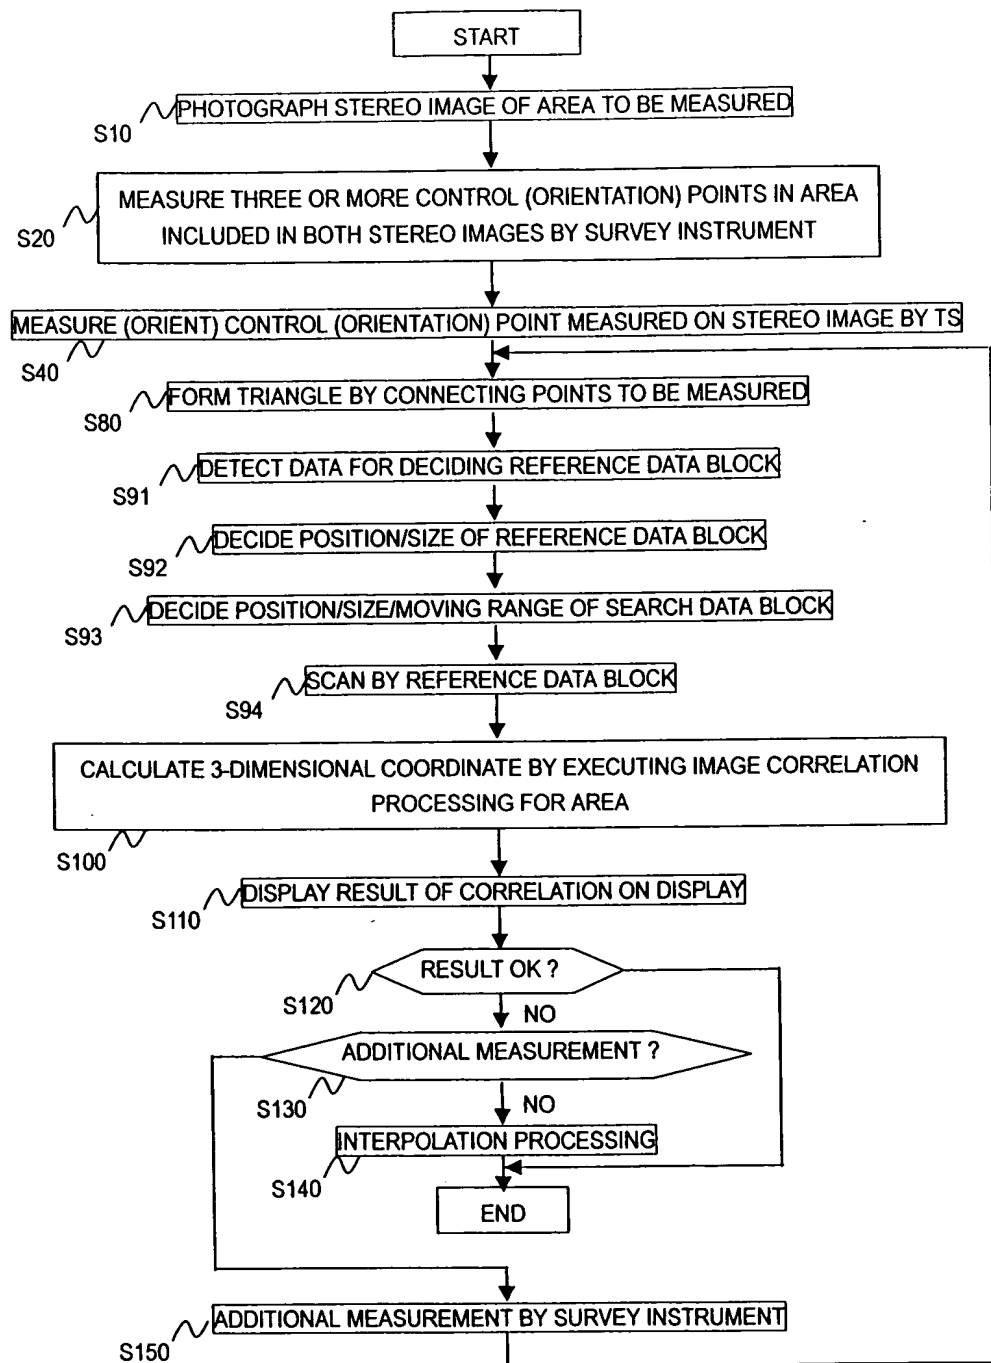 START
PHOTOGRAPH STEREO IMAGE OF AREA TO BE MEASURED
S10
MEASURE THREE OR MORE CONTROL (ORIENTATION) POINTS IN AREA
INCLUDED IN BOTH STEREO IMAGES BY SURVEY INSTRUMENT
S20
MEASURE (ORIENT) CONTROL (ORIENTATION) POINT MEASURED ON STEREO IMAGE BY TS
S40
FORM TRIANGLE BY CONNECTING POINTS TO BE MEASURED
S80
DETECT DATA FOR DECIDING REFERENCE DATA BLOCK
S91
DECIDE POSITION/SIZE OF REFERENCE DATA BLOCK
S92
DECIDE POSITION/SIZE/MOVING RANGE OF SEARCH DATA BLOCK
S93
SCAN BY REFERENCE DATA BLOCK
S94
CALCULATE 3-DIMENSIONAL COORDINATE BY EXECUTING IMAGE CORRELATION
PROCESSING FOR AREA
S100
DISPLAY RESULT OF CORRELATION ON DISPLAY
S110
RESULT OK ?
S120
NO
ADDITIONAL MEASUREMENT ?
S130
NO
INTERPOLATION PROCESSING
S140
END
ADDITIONAL MEASUREMENT BY SURVEY INSTRUMENT
S150